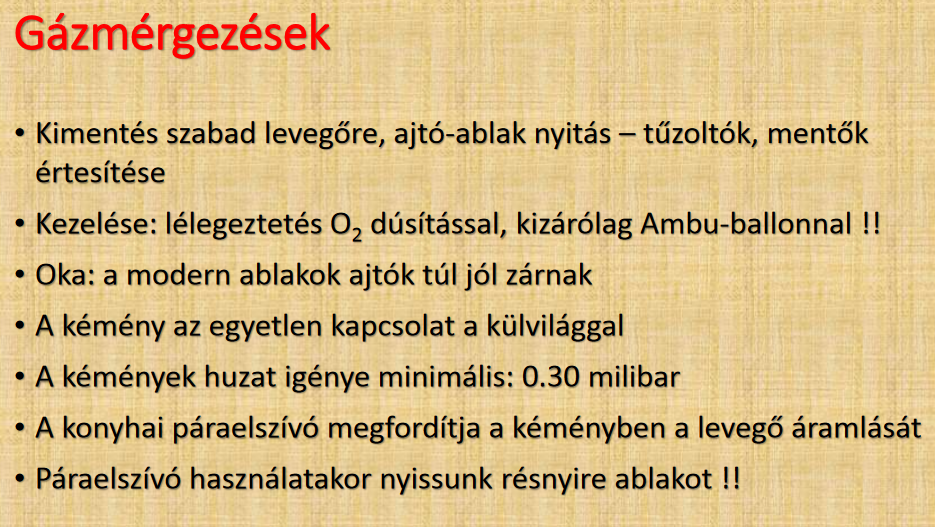 Gázmérgezések
• Kimentés szabad levegőre, ajtó-ablak nyitás – tűzoltók, mentők
értesítése
• Kezelése: lélegeztetés O₂ dúsítással, kizárólag Ambu-ballonnal !!
• Oka: a modern ablakok ajtók túl jól zárnak
• A kémény az egyetlen kapcsolat a külvilággal
• A kémények huzat igénye minimális: 0.30 milibar
• A konyhai páraelszívó megfordítja a kéményben a levegő áramlását
• Páraelszívó használatakor nyissunk résnyire ablakot !!